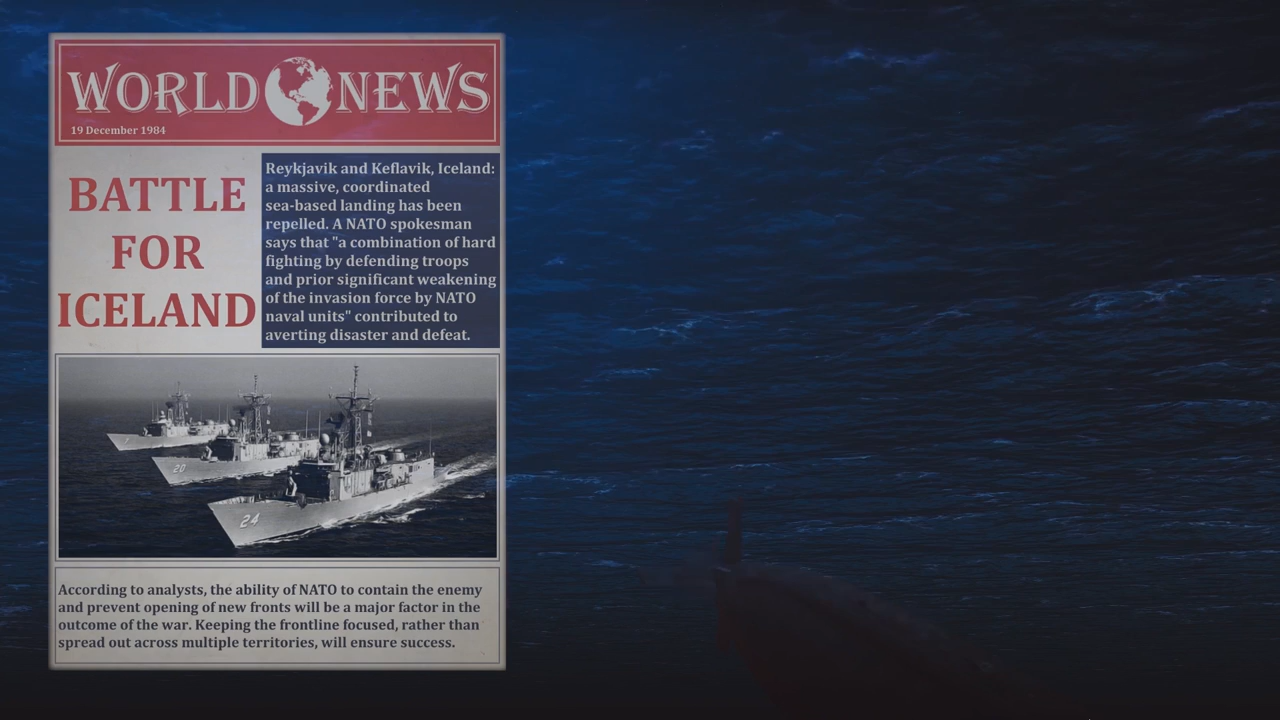 WORLD NEWS
19 December 1984
BATTLE
FOR
ICELAND
Reykjavik and Keflavik, Iceland:
a massive, coordinated
sea-based landing has been
repelled. A NATO spokesman
says that "a combination of hard
fighting by defending troops
and prior significant weakening
of the invasion force by NATO
naval units" contributed to
averting disaster and defeat.
20
24
According to analysts, the ability of NATO to contain the enemy
and prevent opening of new fronts will be a major factor in the
outcome of the war. Keeping the frontline focused, rather than
spread out across multiple territories, will ensure success.